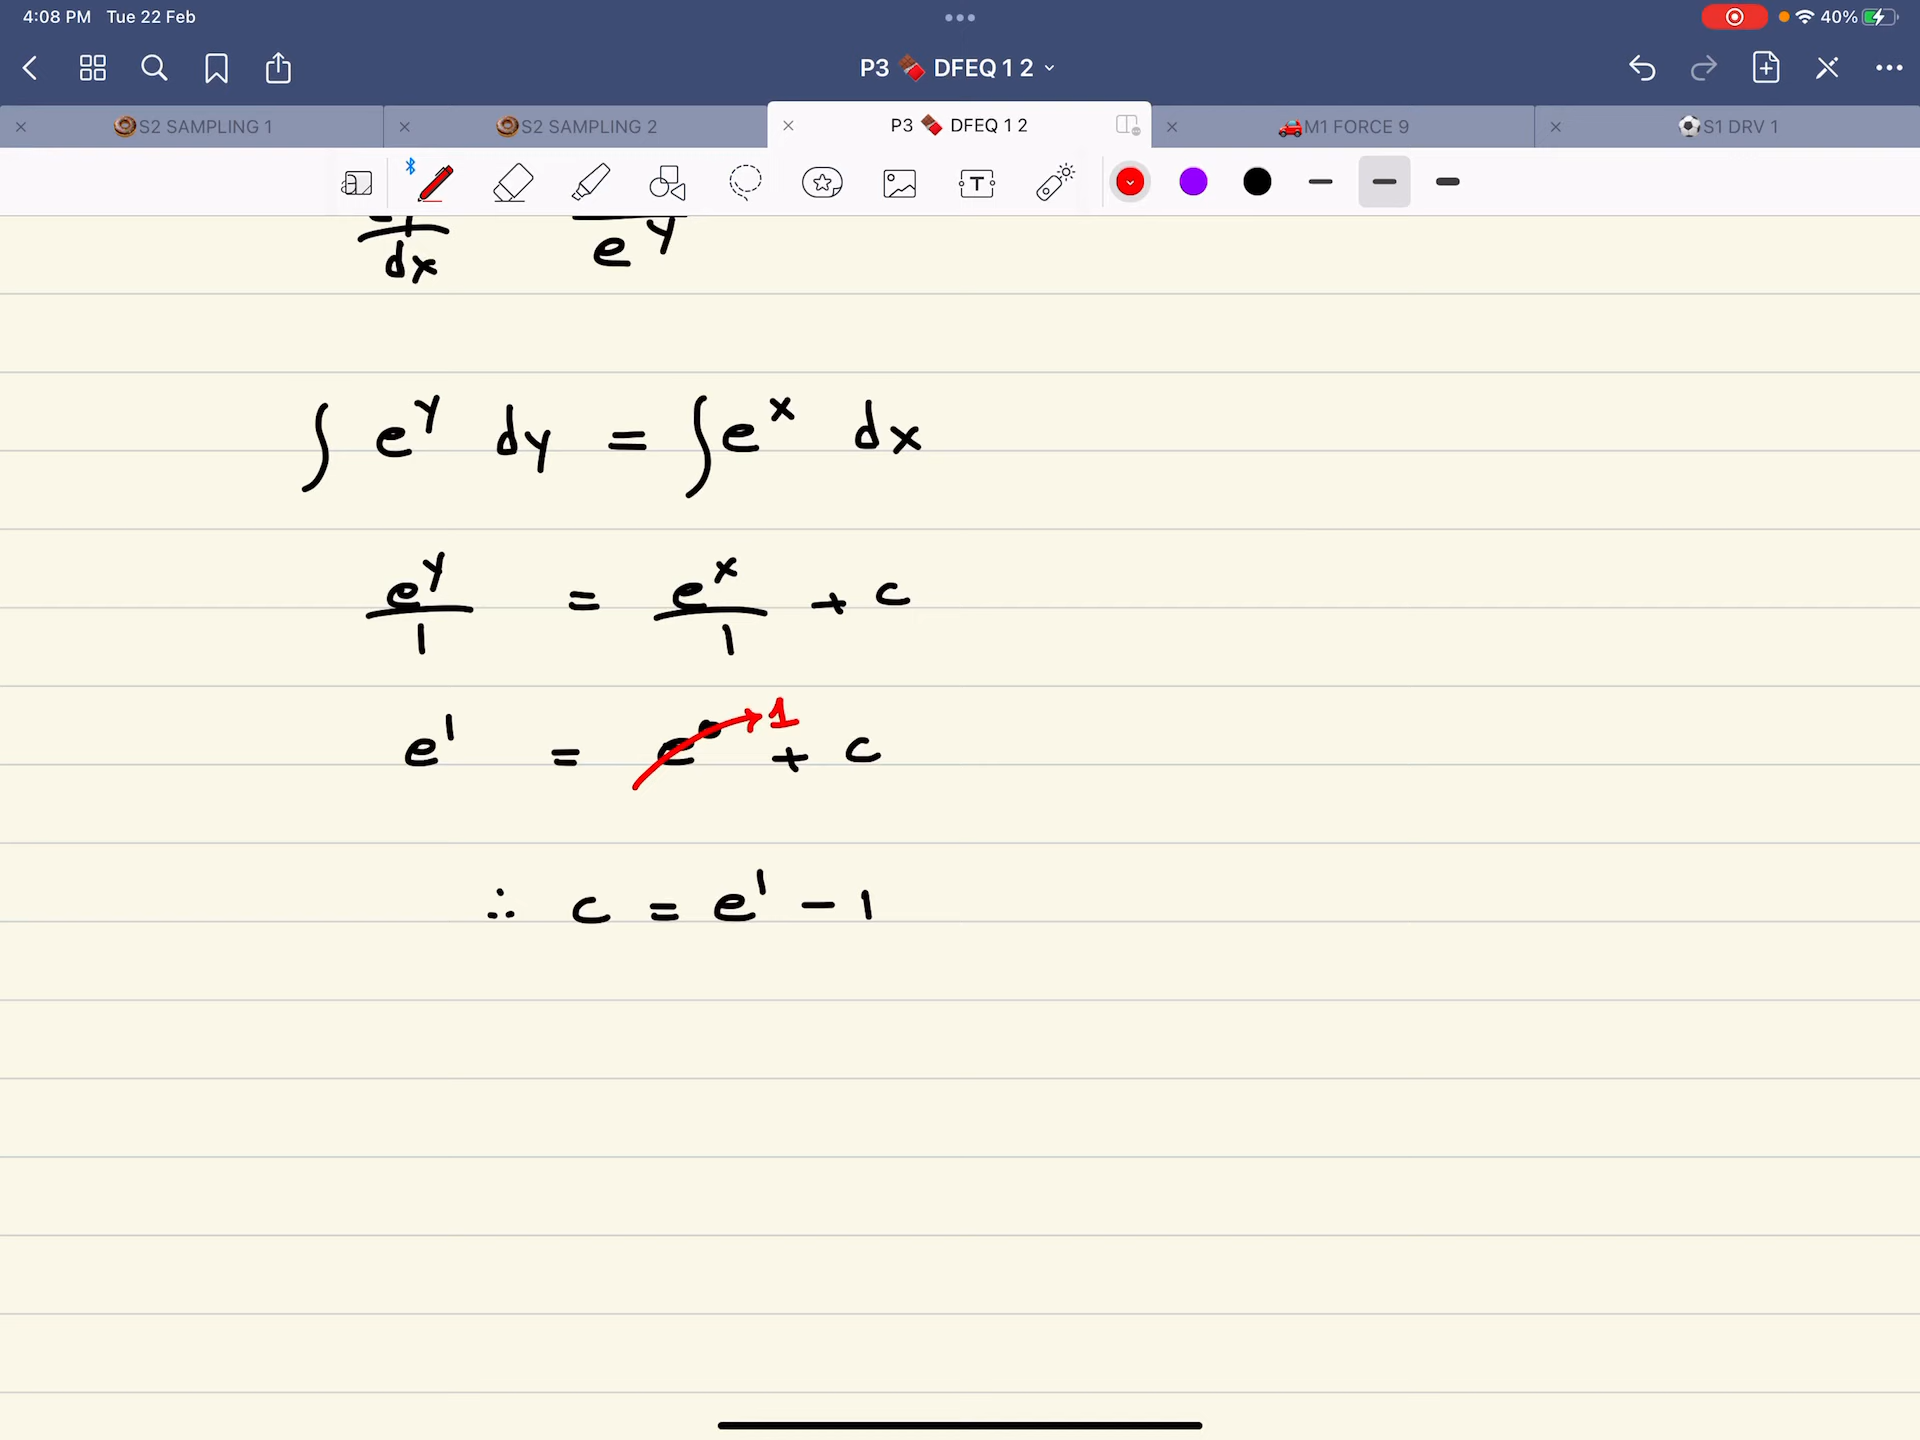 4:08 PM Tue 22 Feb 40%
P3 🍫 DFEQ 1 2
S2 SAMPLING 1 S2 SAMPLING 2 P3 🍫 DFEQ 1 2 M1 FORCE 9 S1 DRV 1
dx e^y
∫ e^y dy = ∫ e^x dx
e^y/1 = e^x/1 + c
e^1 = e^0 → 1 + c
∴ c = e^1 - 1